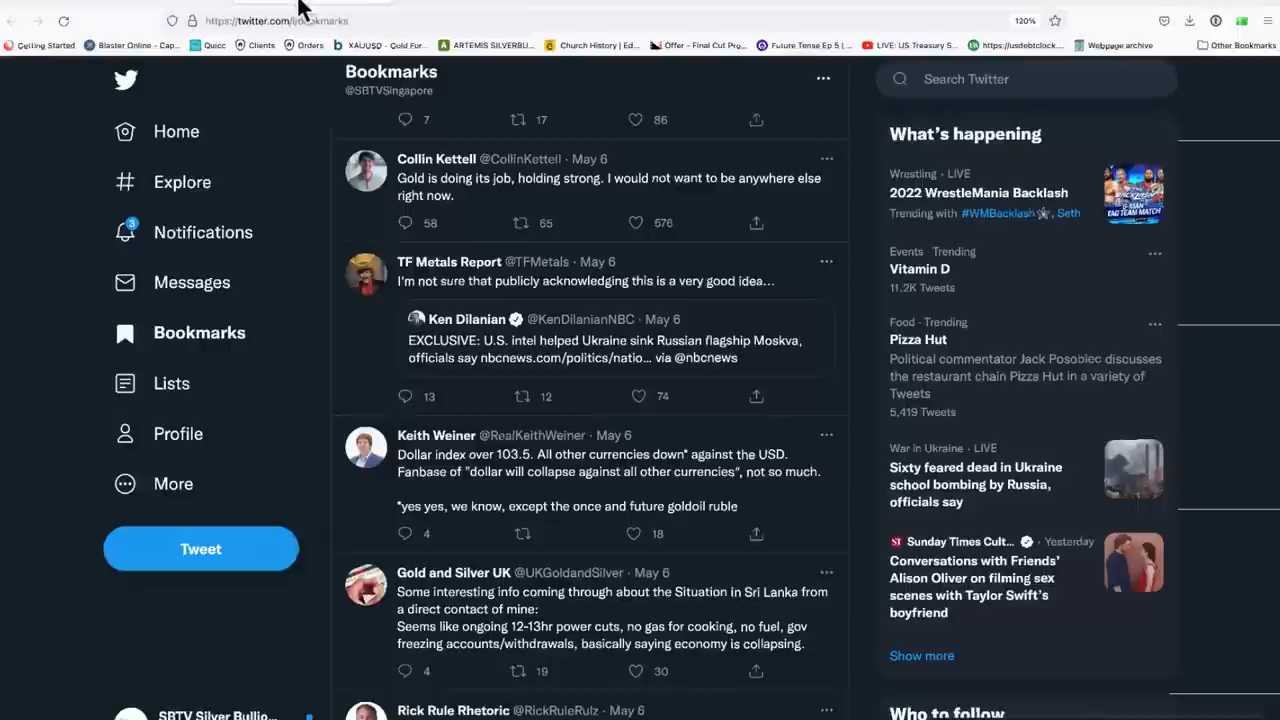 https://twitter.com/i/bookmarks
120%
Getting Started
Blaster Online - Cap...
Quicc
Clients
Orders
XAUUSD - Gold For...
ARTEMIS SILVERBU...
Church History | Ed...
Offer - Final Cut Pro...
Future Tense Ep 5 (...
LIVE: US Treasury S...
https://usdebtclock....
Webpage archive
Other Bookmarks
Bookmarks
@SBTVSingapore
Search Twitter
Home
Explore
3
Notifications
Messages
Bookmarks
Lists
Profile
More
Tweet
SBTV Silver Bullio...
7 17 86
Collin Kettell @CollinKettell · May 6
Gold is doing its job, holding strong. I would not want to be anywhere else
right now.
58 65 576
TF Metals Report @TFMetals · May 6
I'm not sure that publicly acknowledging this is a very good idea...
Ken Dilanian @KenDilanianNBC · May 6
EXCLUSIVE: U.S. intel helped Ukraine sink Russian flagship Moskva,
officials say nbcnews.com/politics/natio... via @nbcnews
13 12 74
Keith Weiner @RealKeithWeiner · May 6
Dollar index over 103.5. All other currencies down* against the USD.
Fanbase of "dollar will collapse against all other currencies", not so much.
*yes yes, we know, except the once and future goldoil ruble
4 18
Gold and Silver UK @UKGoldandSilver · May 6
Some interesting info coming through about the Situation in Sri Lanka from
a direct contact of mine:
Seems like ongoing 12-13hr power cuts, no gas for cooking, no fuel, gov
freezing accounts/withdrawals, basically saying economy is collapsing.
4 19 30
Rick Rule Rhetoric @RickRuleRulz · May 6
What's happening
Wrestling · LIVE
2022 WrestleMania Backlash
Trending with #WMBacklash, Seth
Events · Trending
Vitamin D
11.2K Tweets
Food · Trending
Pizza Hut
Political commentator Jack Posobiec discusses
the restaurant chain Pizza Hut in a variety of
Tweets
5,419 Tweets
War in Ukraine · LIVE
Sixty feared dead in Ukraine
school bombing by Russia,
officials say
Sunday Times Cult... · Yesterday
Conversations with Friends'
Alison Oliver on filming sex
scenes with Taylor Swift's
boyfriend
Show more
Who to follow